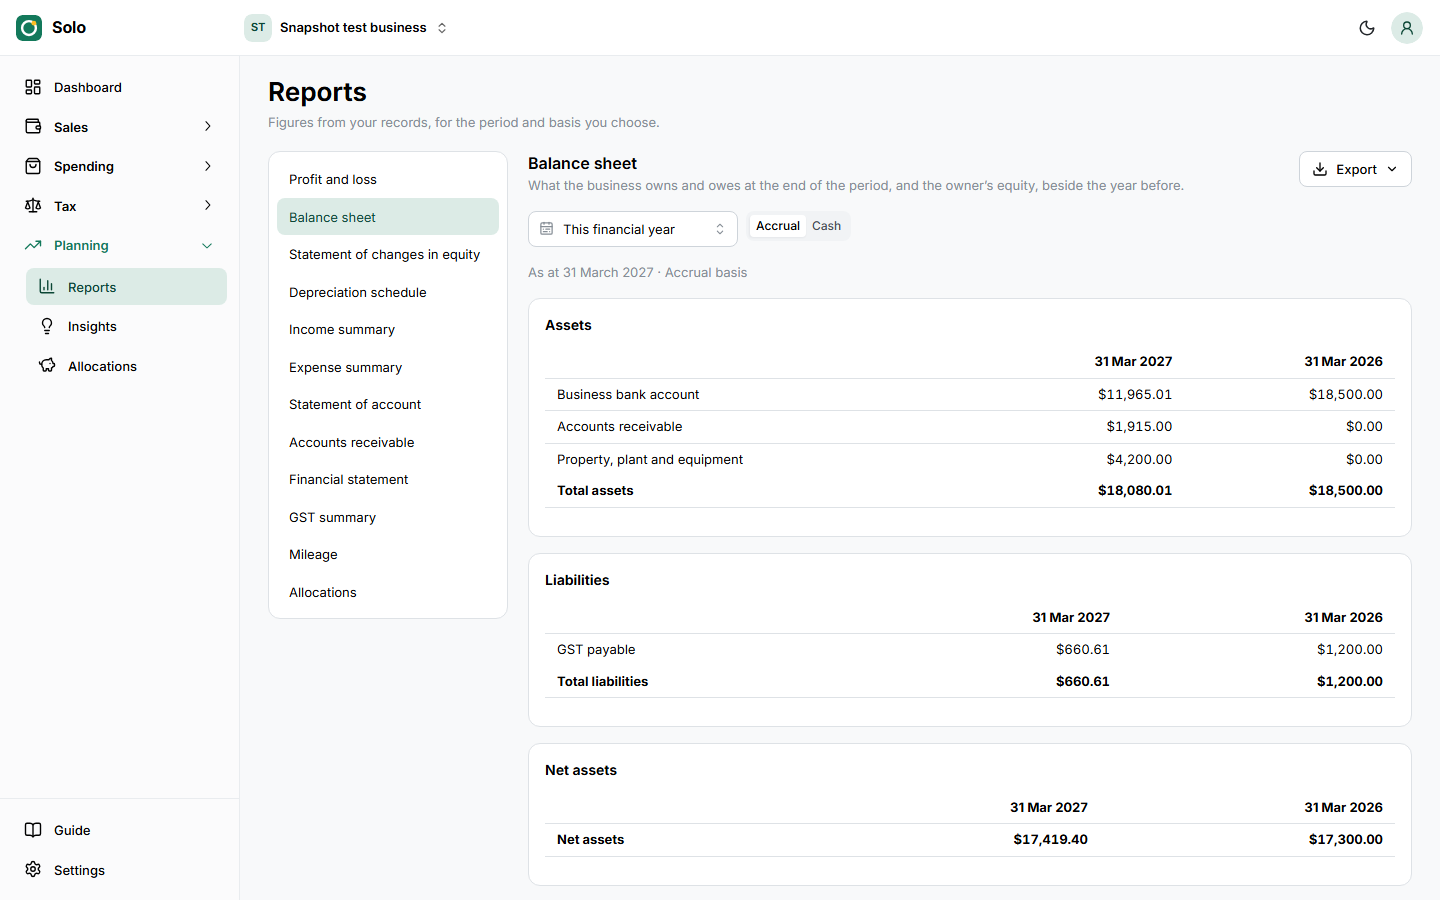 Solo
ST Snapshot test business
Dashboard
Sales
Spending
Tax
Planning
Reports
Insights
Allocations
Guide
Settings
Reports
Figures from your records, for the period and basis you choose.
Profit and loss
Balance sheet
Statement of changes in equity
Depreciation schedule
Income summary
Expense summary
Statement of account
Accounts receivable
Financial statement
GST summary
Mileage
Allocations
Balance sheet
What the business owns and owes at the end of the period, and the owner’s equity, beside the year before.
Export
This financial year
Accrual Cash
As at 31 March 2027 · Accrual basis
Assets
31 Mar 2027 31 Mar 2026
Business bank account $11,965.01 $18,500.00
Accounts receivable $1,915.00 $0.00
Property, plant and equipment $4,200.00 $0.00
Total assets $18,080.01 $18,500.00
Liabilities
31 Mar 2027 31 Mar 2026
GST payable $660.61 $1,200.00
Total liabilities $660.61 $1,200.00
Net assets
31 Mar 2027 31 Mar 2026
Net assets $17,419.40 $17,300.00